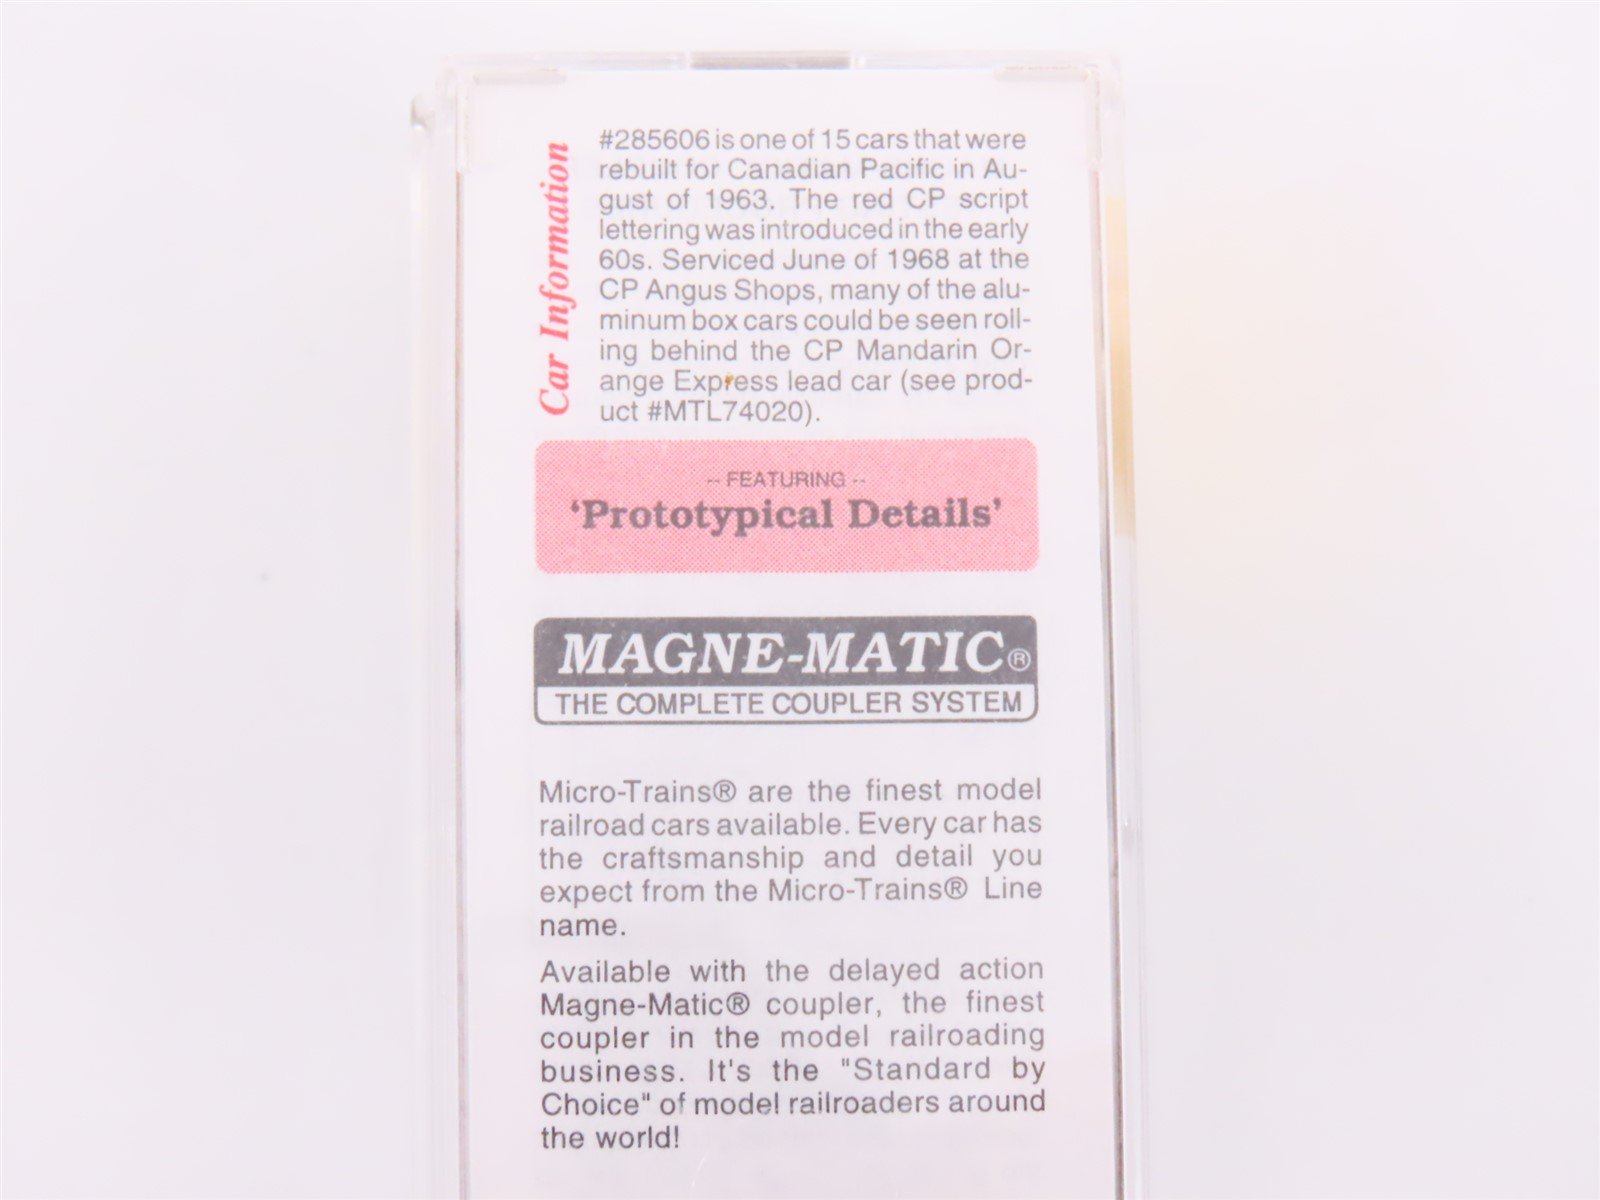 Car Information
#285606 is one of 15 cars that were
rebuilt for Canadian Pacific in Au-
gust of 1963. The red CP script
lettering was introduced in the early
60s. Serviced June of 1968 at the
CP Angus Shops, many of the alu-
minum box cars could be seen roll-
ing behind the CP Mandarin Or-
ange Express lead car (see prod-
uct #MTL74020).
-- FEATURING --
‘Prototypical Details’
MAGNE-MATIC®
THE COMPLETE COUPLER SYSTEM
Micro-Trains® are the finest model
railroad cars available. Every car has
the craftsmanship and detail you
expect from the Micro-Trains® Line
name.
Available with the delayed action
Magne-Matic® coupler, the finest
coupler in the model railroading
business. It's the "Standard by
Choice" of model railroaders around
the world!